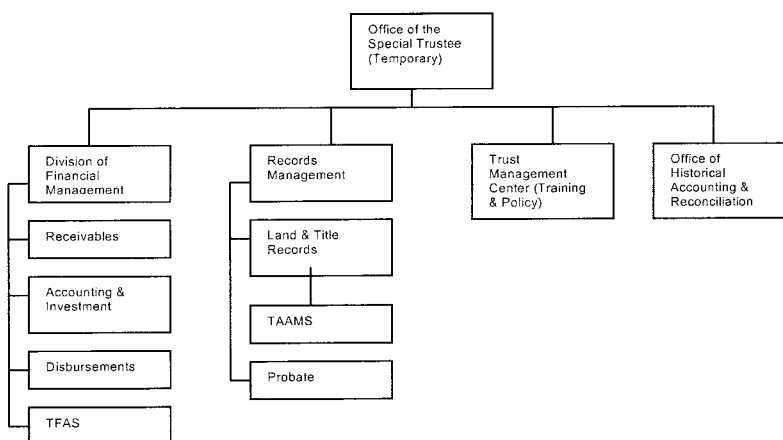 Office of the
Special Trustee
(Temporary)
Division of
Financial
Management
Records
Management
Trust
Management
Center (Training
& Policy)
Office of
Historical
Accounting &
Reconciliation
Receivables
Land & Title
Records
Accounting &
Investment
TAAMS
Disbursements
Probate
TFAS